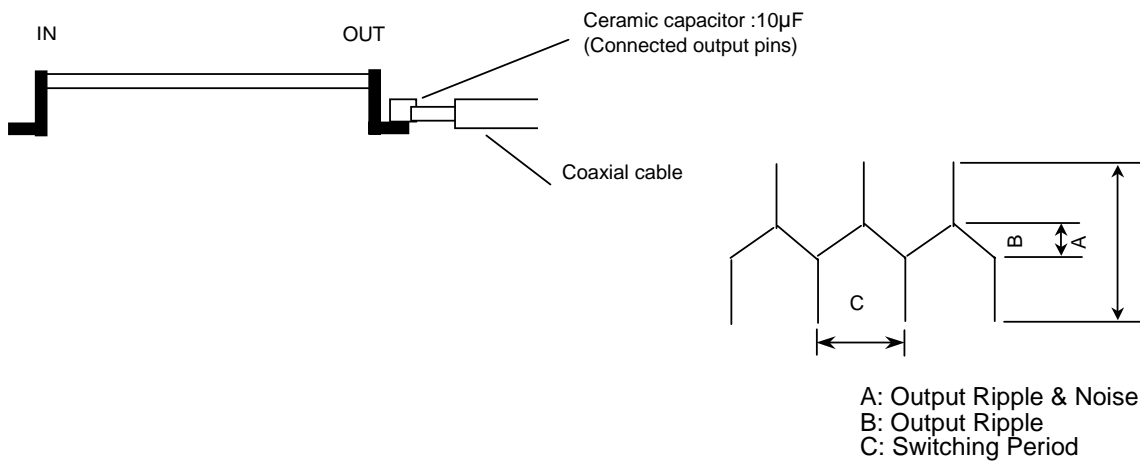 IN
OUT
Ceramic capacitor :10µF
(Connected output pins)
Coaxial cable
B
A
C
A: Output Ripple & Noise
B: Output Ripple
C: Switching Period